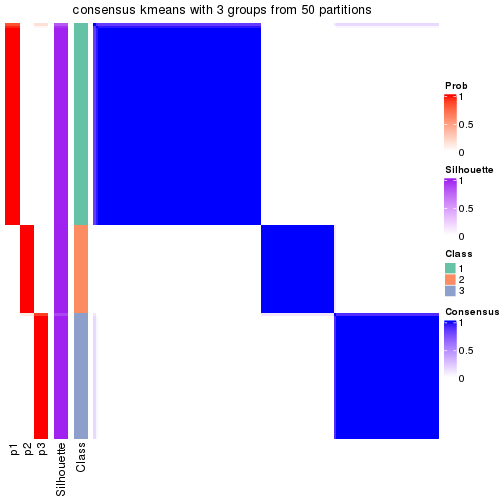 consensus kmeans with 3 groups from 50 partitions
Prob
1
0.5
0
Silhouette
1
0.5
0
Class
1
2
3
Consensus
1
0.5
0
p1
p2
p3
Silhouette
Class